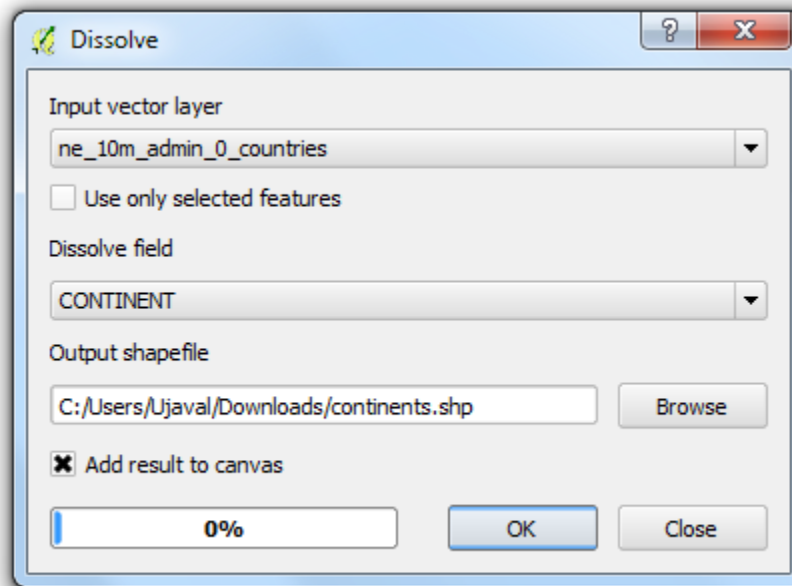 Dissolve
Input vector layer
ne_10m_admin_0_countries
Use only selected features
Dissolve field
CONTINENT
Output shapefile
C:/Users/Ujaval/Downloads/continents.shp Browse
Add result to canvas
0% OK Close